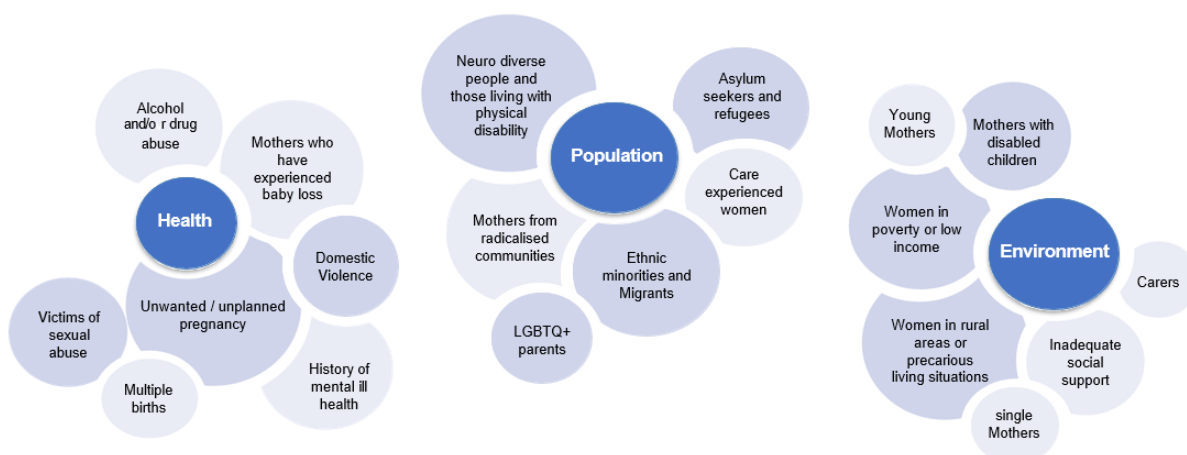 Alcohol
and/o r drug
abuse
Mothers who
have
experienced
baby loss
Health
Domestic
Violence
Unwanted / unplanned
pregnancy
Victims of
sexual
abuse
Multiple
births
History of
mental ill
health
Neuro diverse
people and
those living with
physical
disability
Asylum
seekers and
refugees
Population
Care
experienced
women
Mothers from
radicalised
communities
Ethnic
minorities and
Migrants
LGBTQ+
parents
Young
Mothers
Mothers with
disabled
children
Women in
poverty or low
income
Environment
Carers
Women in rural
areas or
precarious
living situations
Inadequate
social
support
single
Mothers